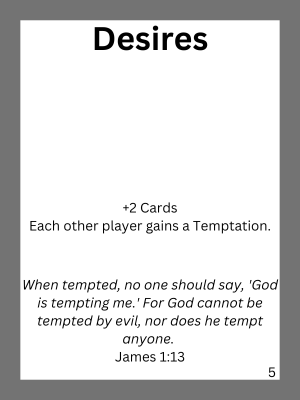 Desires
+2 Cards
Each other player gains a Temptation.
When tempted, no one should say, 'God
is tempting me.' For God cannot be
tempted by evil, nor does he tempt
anyone.
James 1:13
5